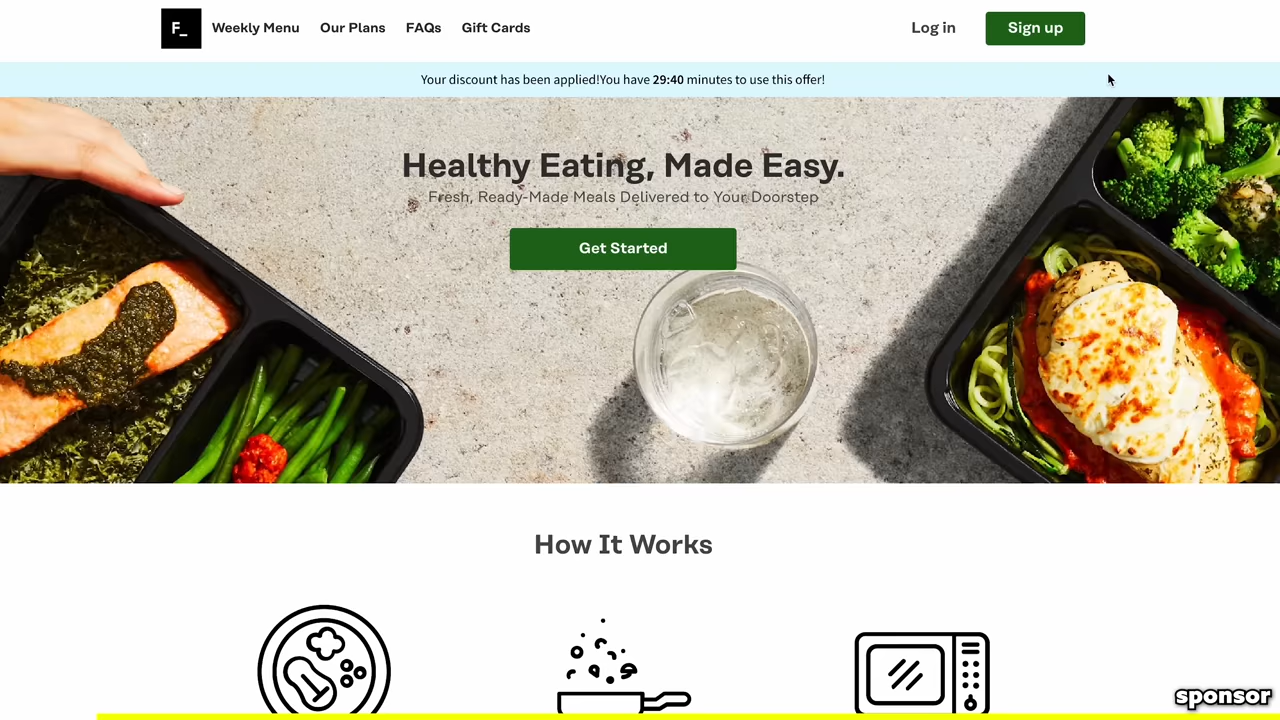 F_
Weekly Menu
Our Plans
FAQs
Gift Cards
Log in
Sign up
Your discount has been applied!You have 29:40 minutes to use this offer!
Healthy Eating, Made Easy.
Fresh, Ready-Made Meals Delivered to Your Doorstep
Get Started
How It Works
sponsor